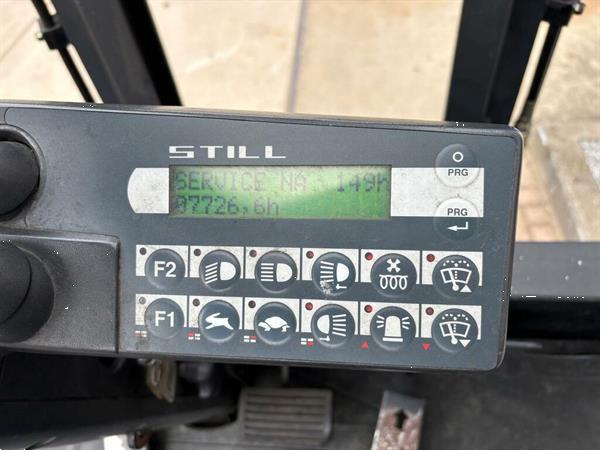 STILL
SERVICE NA 149h
07726,6h
PRG
PRG
F2
F1